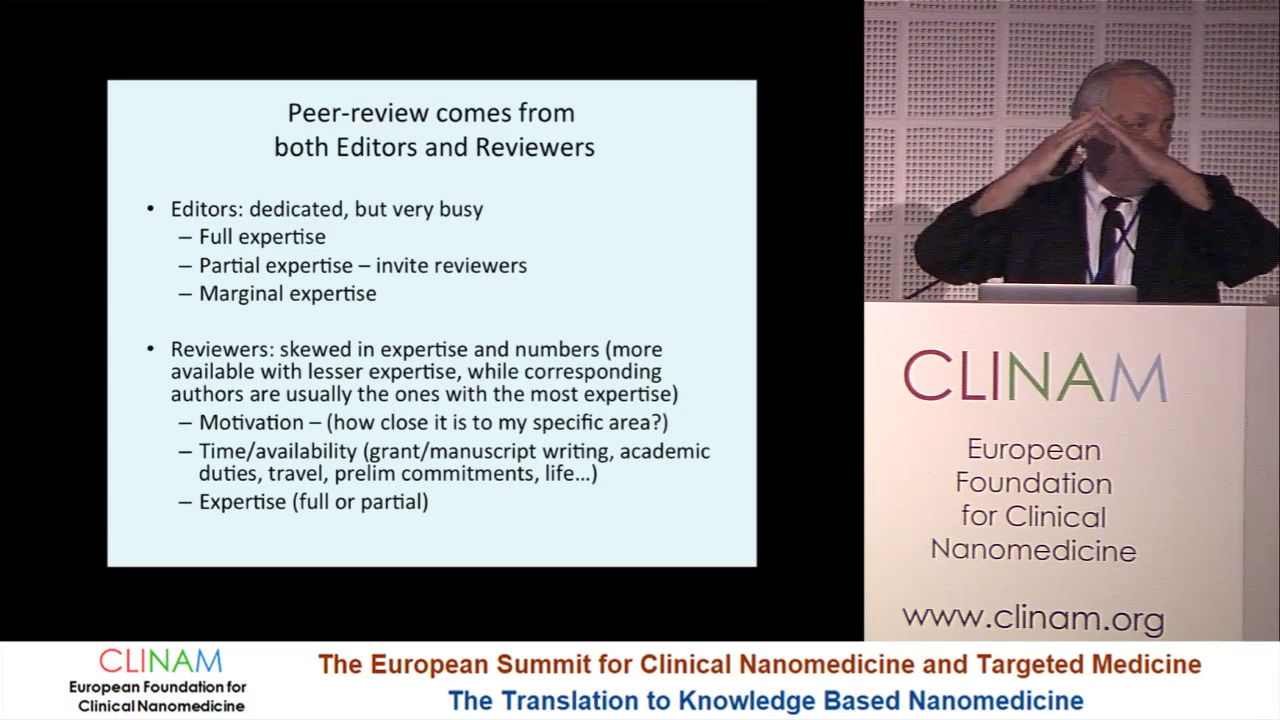 Peer-review comes from
both Editors and Reviewers
• Editors: dedicated, but very busy
– Full expertise
– Partial expertise – invite reviewers
– Marginal expertise
• Reviewers: skewed in expertise and numbers (more
available with lesser expertise, while corresponding
authors are usually the ones with the most expertise)
– Motivation – (how close it is to my specific area?)
– Time/availability (grant/manuscript writing, academic
duties, travel, prelim commitments, life...)
– Expertise (full or partial)
CLINAM
European
Foundation
for Clinical
Nanomedicine
www.clinam.org
CLINAM
European Foundation for
Clinical Nanomedicine
The European Summit for Clinical Nanomedicine and Targeted Medicine
The Translation to Knowledge Based Nanomedicine